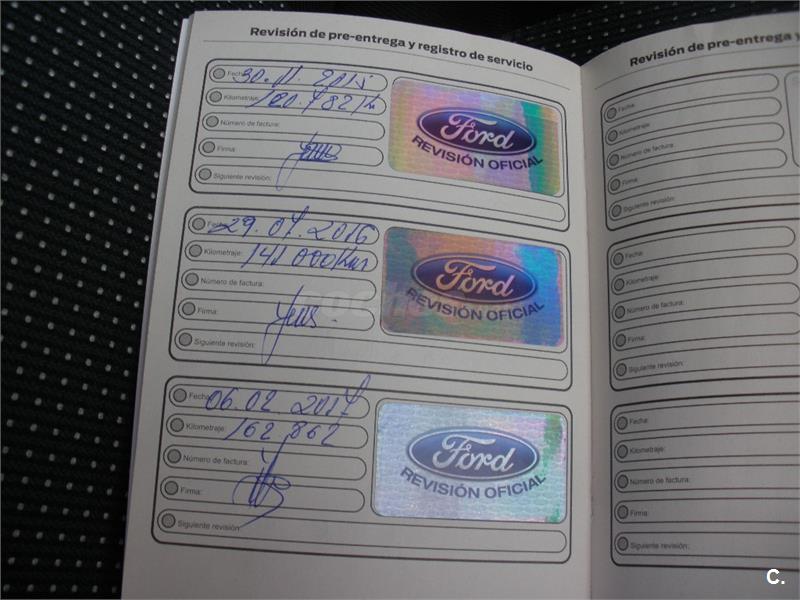 Revisión de pre-entrega y registro de servicio
Fecha: 30.11.2015
Kilometraje: 120.782 Km
Número de factura:
Firma:
Siguiente revisión:
Ford
REVISIÓN OFICIAL
Fecha: 29.07.2016
Kilometraje: 141000 Km
Número de factura:
Firma:
Siguiente revisión:
Ford
REVISIÓN OFICIAL
Fecha: 06.02 2017
Kilometraje: 162 862
Número de factura:
Firma:
Siguiente revisión:
Ford
REVISIÓN OFICIAL
Revisión de pre-entrega y
Fecha:
Kilometraje:
Número de factura:
Firma:
Siguiente revisión:
Fecha:
Kilometraje:
Número de factura:
Firma:
Siguiente revisión:
Fecha:
Kilometraje:
Número de factura:
Firma:
Siguiente revisión:
C.